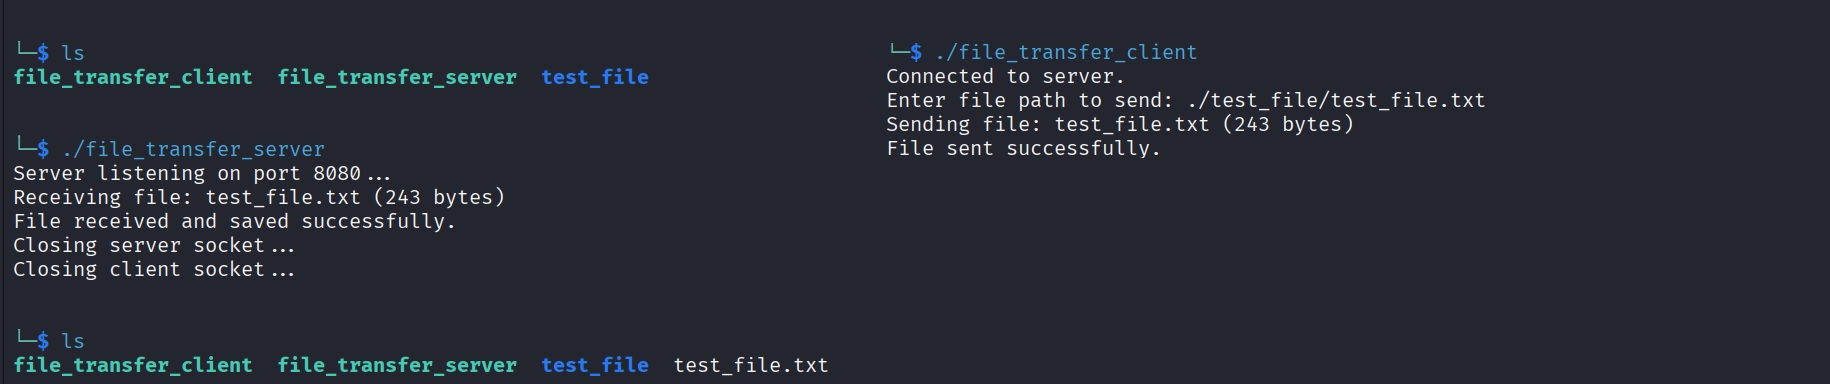 └─$ ls
file_transfer_client  file_transfer_server  test_file
└─$ ./file_transfer_server
Server listening on port 8080...
Receiving file: test_file.txt (243 bytes)
File received and saved successfully.
Closing server socket...
Closing client socket...
└─$ ls
file_transfer_client  file_transfer_server  test_file  test_file.txt
└─$ ./file_transfer_client
Connected to server.
Enter file path to send: ./test_file/test_file.txt
Sending file: test_file.txt (243 bytes)
File sent successfully.